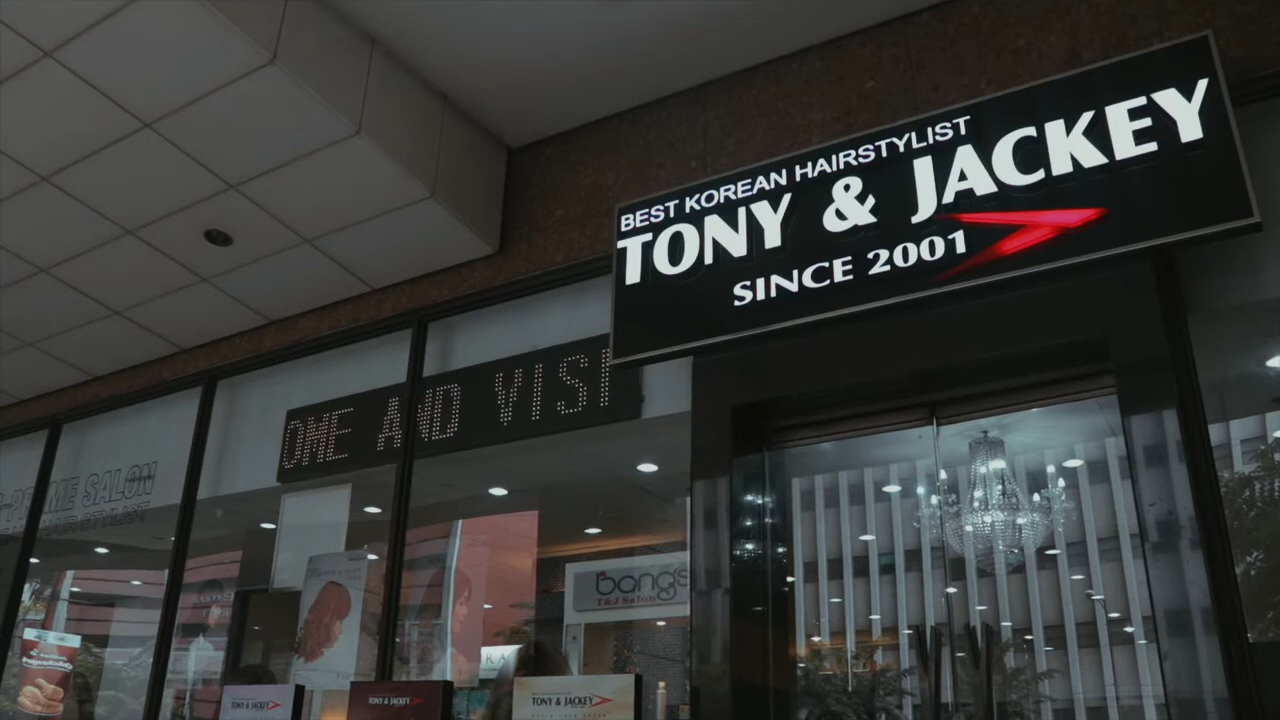 BEST KOREAN HAIRSTYLIST
TONY & JACKEY
SINCE 2001
OME AND VISI
PRIME SALON
bangs
T&J Salon
TONY & JACKEY
TONY & JACKEY
TONY & JACKEY